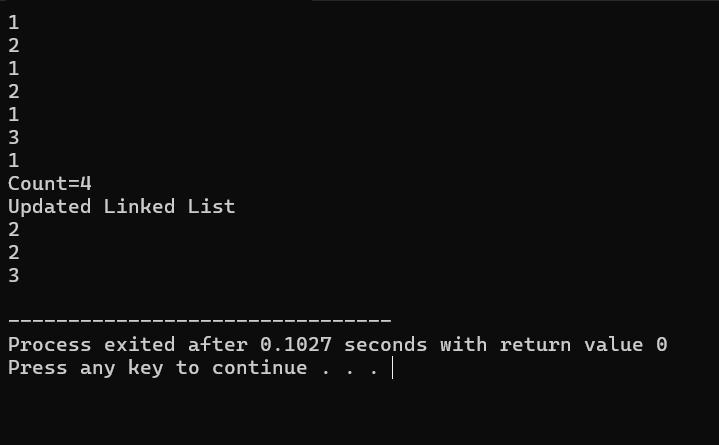 1
2
1
2
1
3
1
Count=4
Updated Linked List
2
2
3
--------------------------------
Process exited after 0.1027 seconds with return value 0
Press any key to continue . . .